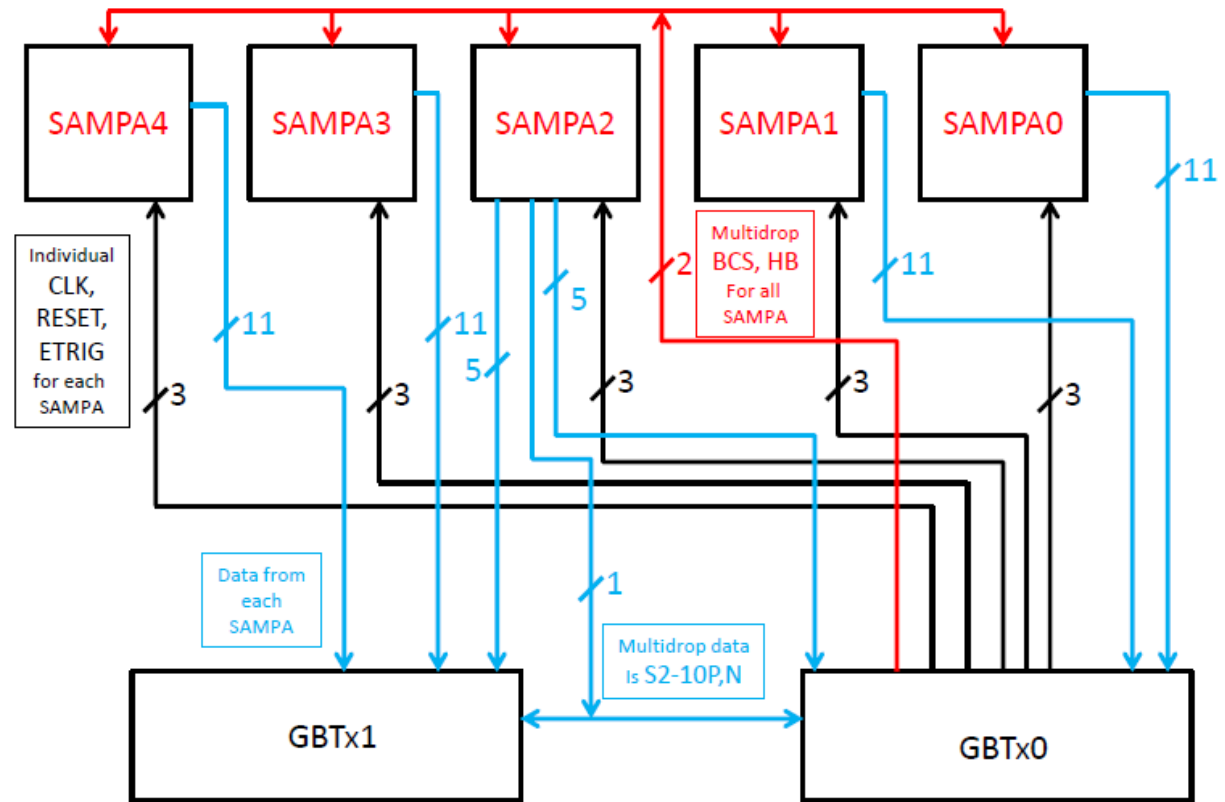 SAMPA4
SAMPA3
SAMPA2
SAMPA1
SAMPA0
11
Individual
CLK,
RESET,
ETRIG
for each
SAMPA
Multidrop
BCS, HB
For all
SAMPA
2
11
5
11
11
5
3
3
3
3
3
Data from
each
SAMPA
1
Multidrop data
Is S2-10P,N
GBTx1
GBTx0